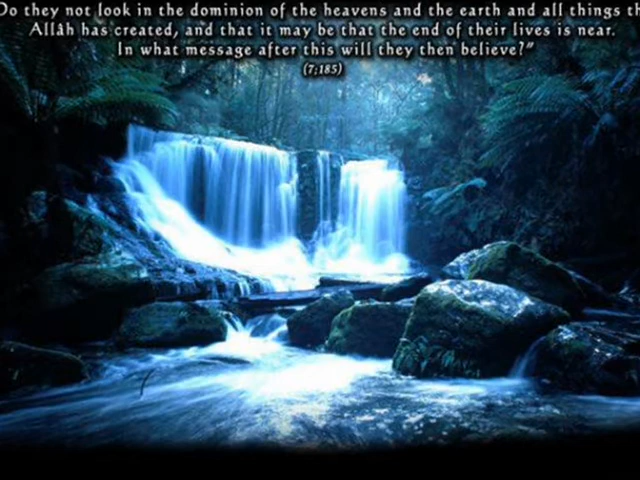 Do they not look in the dominion of the heavens and the earth and all things th
Allâh has created, and that it may be that the end of their lives is near.
In what message after this will they then believe?"
(7;185)